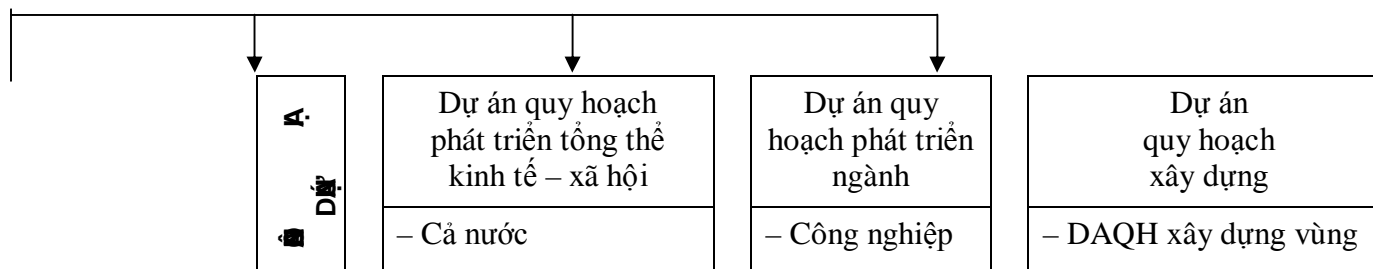 Dự án quy hoạch
phát triển tổng thể
kinh tế – xã hội
Dự án quy
hoạch phát triển
ngành
Dự án
quy hoạch
xây dựng
– Cả nước
– Công nghiệp
– DAQH xây dựng vùng